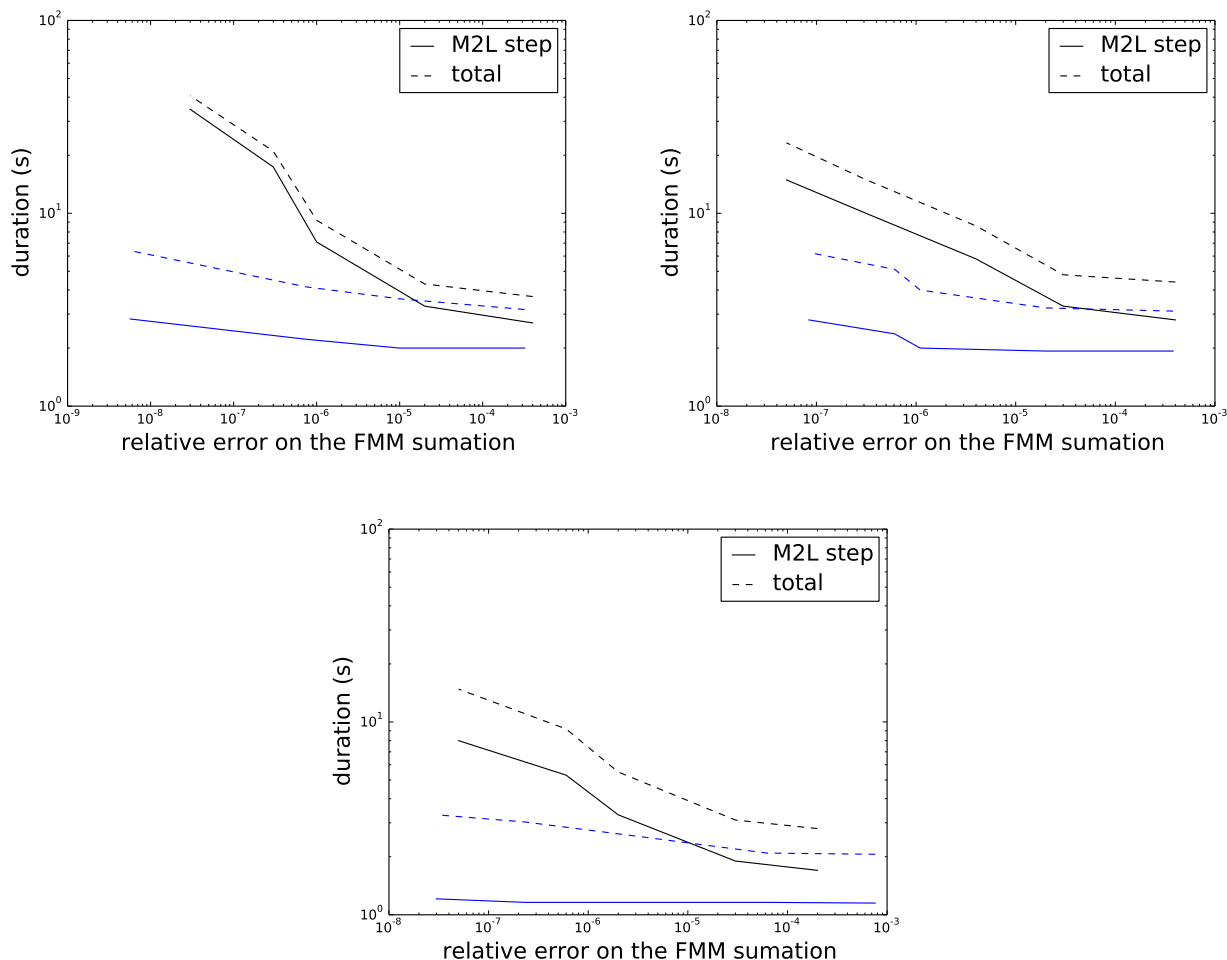 10^2
M2L step
total
10^1
duration (s)
10^0
10^-9
10^-8
10^-7
10^-6
10^-5
10^-4
10^-3
relative error on the FMM sumation
10^2
M2L step
total
10^1
duration (s)
10^0
10^-8
10^-7
10^-6
10^-5
10^-4
10^-3
relative error on the FMM sumation
10^2
M2L step
total
10^1
duration (s)
10^0
10^-8
10^-7
10^-6
10^-5
10^-4
10^-3
relative error on the FMM sumation